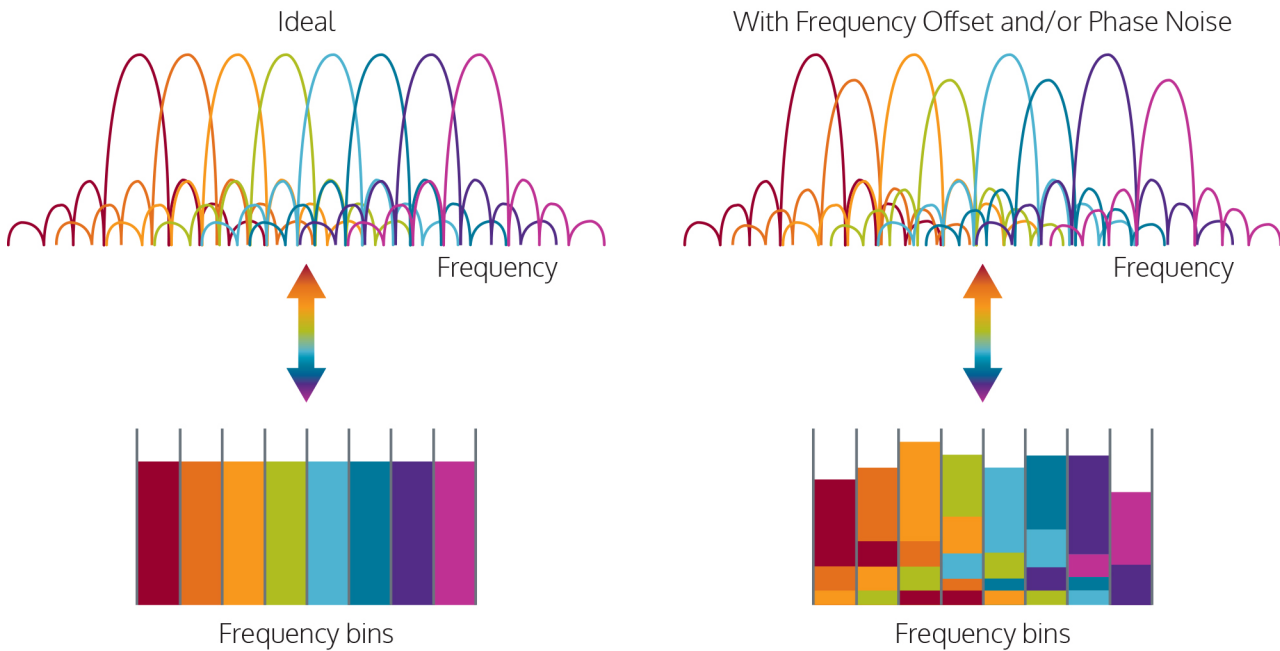 Ideal
With Frequency Offset and/or Phase Noise
Frequency
Frequency
Frequency bins
Frequency bins